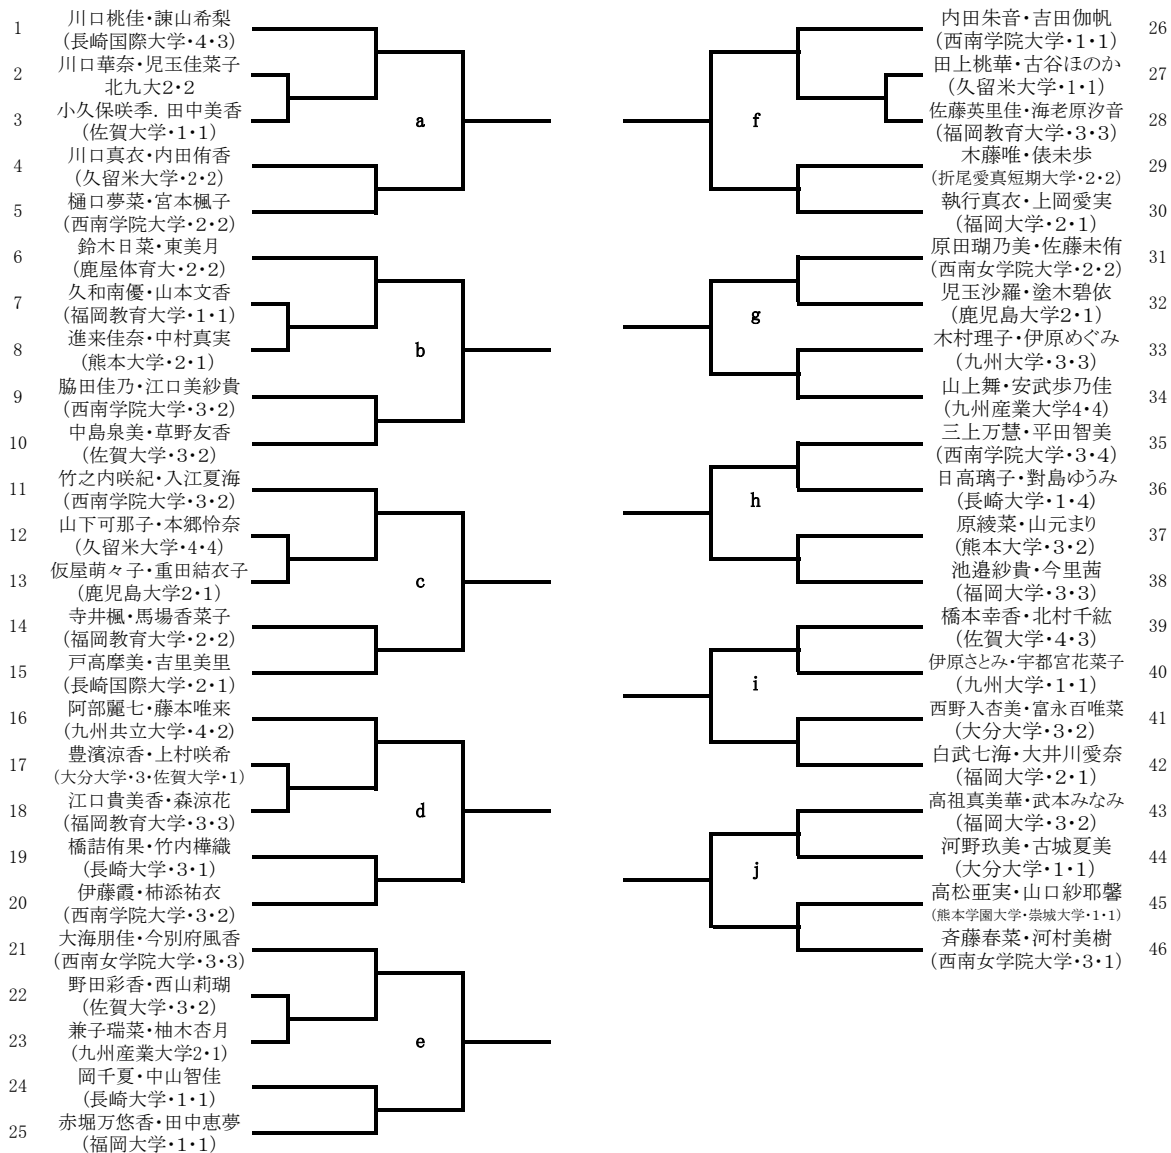 1 川口桃佳・諌山希梨
(長崎国際大学・4・3)
2 川口華奈・児玉佳菜子
北九大2・2
3 小久保咲季．田中美香
(佐賀大学・1・1)
a
4 川口真衣・内田侑香
(久留米大学・2・2)
5 樋口夢菜・宮本楓子
(西南学院大学・2・2)
6 鈴木日菜・東美月
(鹿屋体育大・2・2)
7 久和南優・山本文香
(福岡教育大学・1・1)
8 進来佳奈・中村真実
(熊本大学・2・1)
b
9 脇田佳乃・江口美紗貴
(西南学院大学・3・2)
10 中島泉美・草野友香
(佐賀大学・3・2)
11 竹之内咲紀・入江夏海
(西南学院大学・3・2)
12 山下可那子・本郷怜奈
(久留米大学・4・4)
13 仮屋萌々子・重田結衣子
(鹿児島大学2・1)
c
14 寺井楓・馬場香菜子
(福岡教育大学・2・2)
15 戸高摩美・吉里美里
(長崎国際大学・2・1)
16 阿部麗七・藤本唯来
(九州共立大学・4・2)
17 豊濱涼香・上村咲希
(大分大学・3・佐賀大学・1)
18 江口貴美香・森涼花
(福岡教育大学・3・3)
d
19 橋詰侑果・竹内樺織
(長崎大学・3・1)
20 伊藤霞・柿添祐衣
(西南学院大学・3・2)
21 大海朋佳・今別府風香
(西南女学院大学・3・3)
22 野田彩香・西山莉瑚
(佐賀大学・3・2)
23 兼子瑞菜・柚木杏月
(九州産業大学2・1)
e
24 岡千夏・中山智佳
(長崎大学・1・1)
25 赤堀万悠香・田中恵夢
(福岡大学・1・1)
内田朱音・吉田伽帆 26
(西南学院大学・1・1)
田上桃華・古谷ほのか 27
(久留米大学・1・1)
f
佐藤英里佳・海老原汐音 28
(福岡教育大学・3・3)
木藤唯・俵未歩 29
(折尾愛真短期大学・2・2)
執行真衣・上岡愛実 30
(福岡大学・2・1)
原田瑚乃美・佐藤未侑 31
(西南女学院大学・2・2)
児玉沙羅・塗木碧依 32
(鹿児島大学2・1)
g
木村理子・伊原めぐみ 33
(九州大学・3・3)
山上舞・安武歩乃佳 34
(九州産業大学4・4)
三上万慧・平田智美 35
(西南学院大学・3・4)
日高璃子・對島ゆうみ 36
(長崎大学・1・4)
h
原綾菜・山元まり 37
(熊本大学・3・2)
池邉紗貴・今里茜 38
(福岡大学・3・3)
橋本幸香・北村千紘 39
(佐賀大学・4・3)
伊原さとみ・宇都宮花菜子 40
(九州大学・1・1)
i
西野入杏美・富永百唯菜 41
(大分大学・3・2)
白武七海・大井川愛奈 42
(福岡大学・2・1)
高祖真美華・武本みなみ 43
(福岡大学・3・2)
河野玖美・古城夏美 44
(大分大学・1・1)
j
高松亜実・山口紗耶馨 45
(熊本学園大学・崇城大学・1・1)
斉藤春菜・河村美樹 46
(西南女学院大学・3・1)